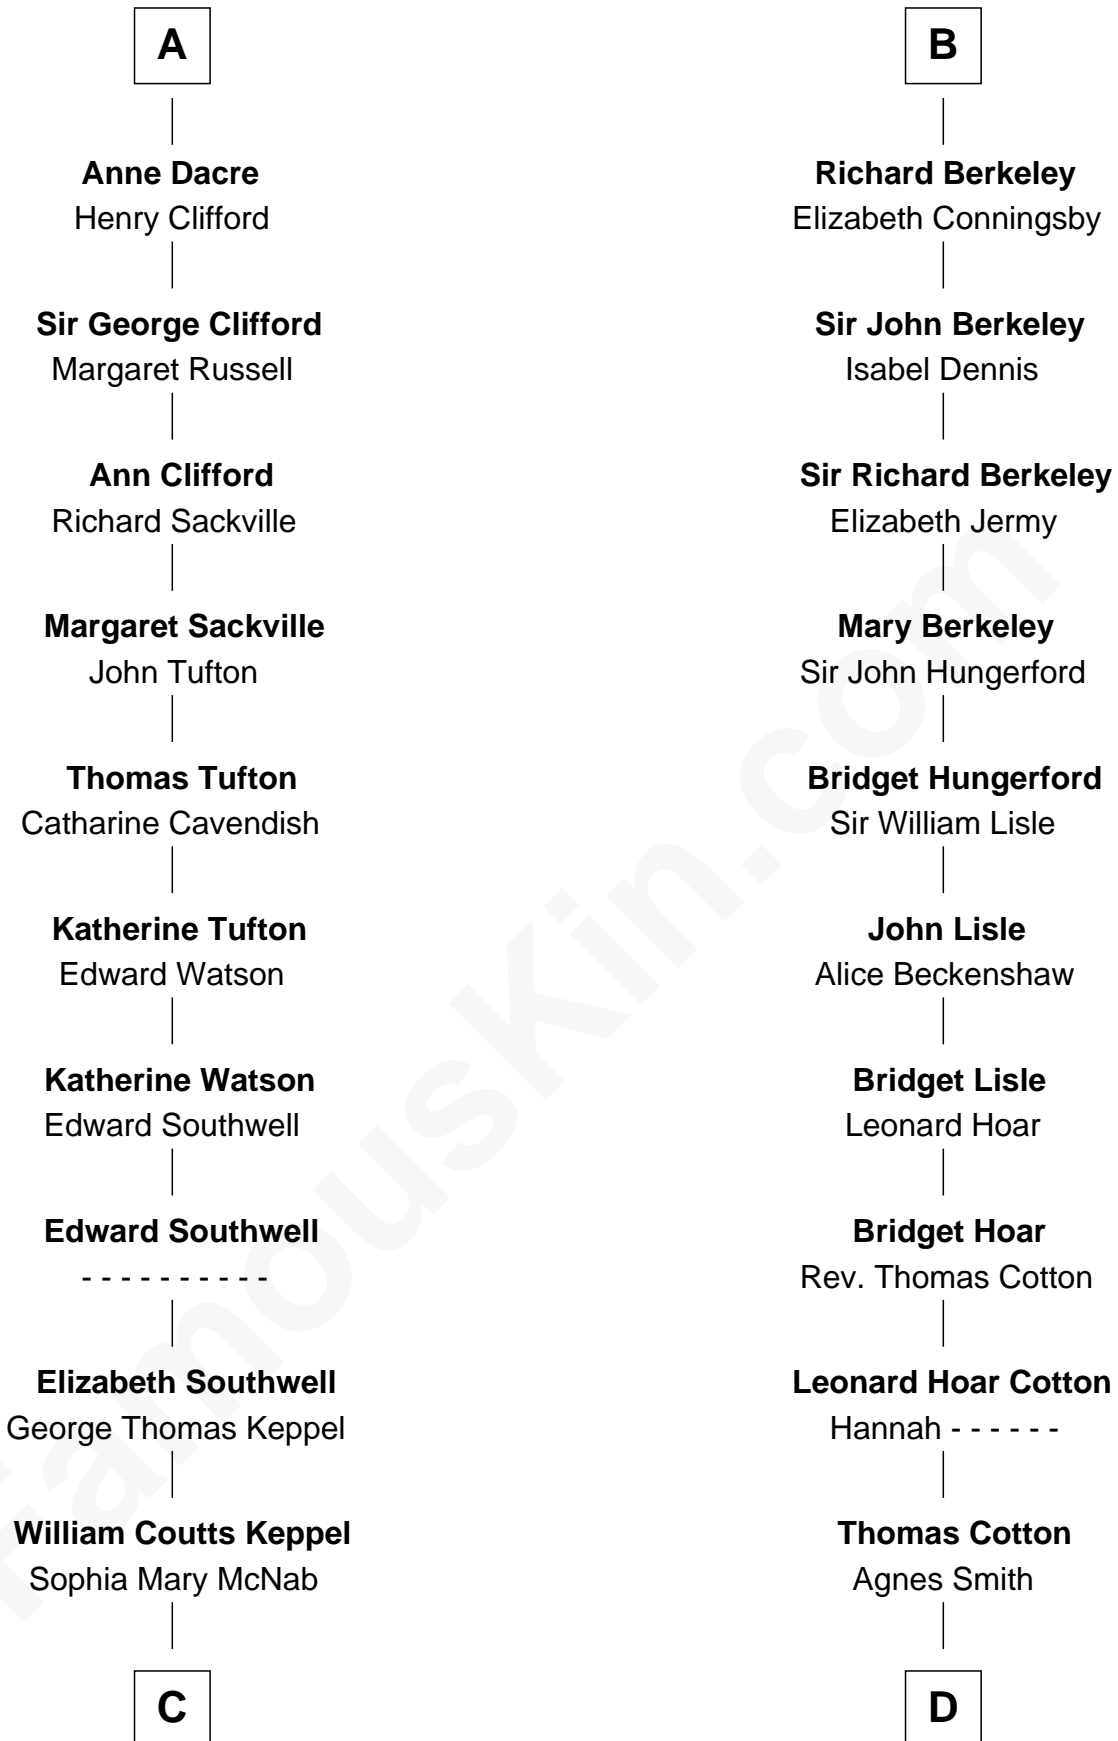 A
Anne Dacre
Henry Clifford
Sir George Clifford
Margaret Russell
Ann Clifford
Richard Sackville
Margaret Sackville
John Tufton
Thomas Tufton
Catharine Cavendish
Katherine Tufton
Edward Watson
Katherine Watson
Edward Southwell
Edward Southwell
- - - - - - - - - -
Elizabeth Southwell
George Thomas Keppel
William Coutts Keppel
Sophia Mary McNab
C
B
Richard Berkeley
Elizabeth Conningsby
Sir John Berkeley
Isabel Dennis
Sir Richard Berkeley
Elizabeth Jermy
Mary Berkeley
Sir John Hungerford
Bridget Hungerford
Sir William Lisle
John Lisle
Alice Beckenshaw
Bridget Lisle
Leonard Hoar
Bridget Hoar
Rev. Thomas Cotton
Leonard Hoar Cotton
Hannah - - - - - -
Thomas Cotton
Agnes Smith
D
FamousKin.com